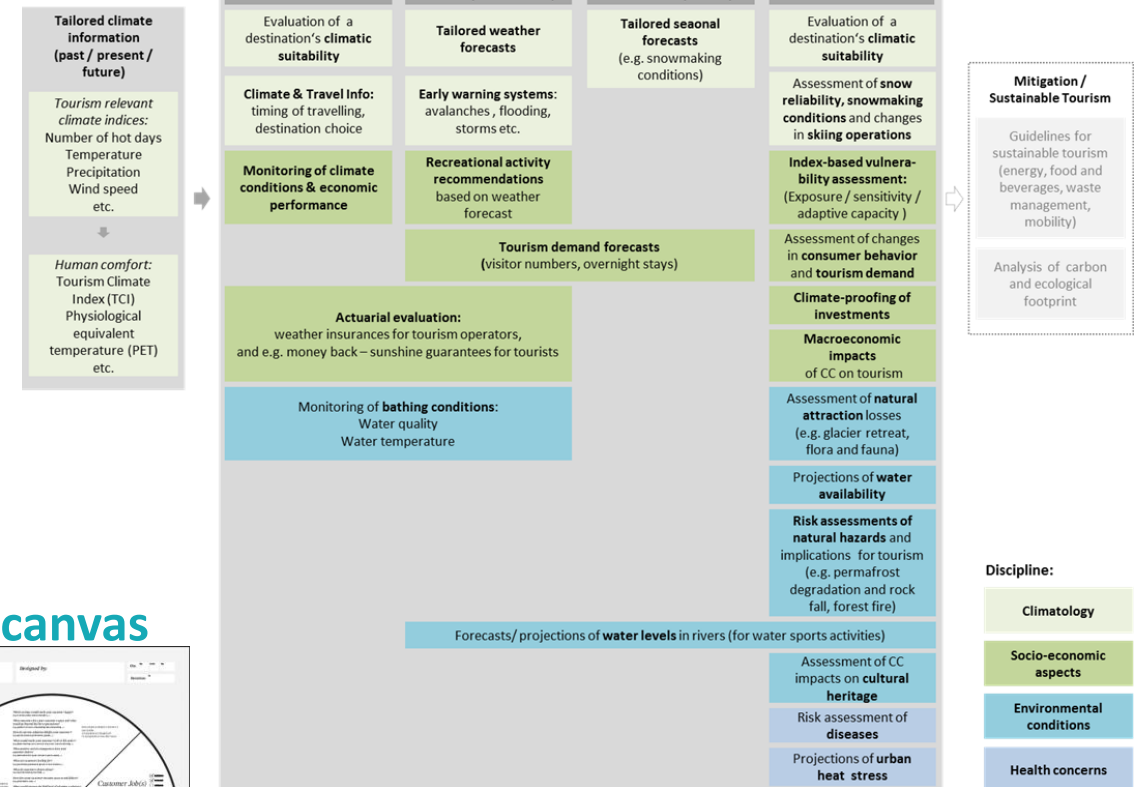 Tailored climate
information
(past / present /
future)
Tourism relevant
climate indices:
Number of hot days
Temperature
Precipitation
Wind speed
etc.
Human comfort:
Tourism Climate
Index (TCI)
Physiological
equivalent
temperature (PET)
etc.
Evaluation of a
destination's climatic
suitability
Climate & Travel Info:
timing of travelling,
destination choice
Monitoring of climate
conditions & economic
performance
Tailored weather
forecasts
Early warning systems:
avalanches , flooding,
storms etc.
Recreational activity
recommendations
based on weather
forecast
Tailored seaonal
forecasts
(e.g. snowmaking
conditions)
Tourism demand forecasts
(visitor numbers, overnight stays)
Actuarial evaluation:
weather insurances for tourism operators,
and e.g. money back – sunshine guarantees for tourists
Monitoring of bathing conditions:
Water quality
Water temperature
Evaluation of a
destination's climatic
suitability
Assessment of snow
reliability, snowmaking
conditions and changes
in skiing operations
Index-based vulnera-
bility assessment:
(Exposure / sensitivity /
adaptive capacity )
Assessment of changes
in consumer behavior
and tourism demand
Climate-proofing of
investments
Macroeconomic
impacts
of CC on tourism
Assessment of natural
attraction losses
(e.g. glacier retreat,
flora and fauna)
Projections of water
availability
Risk assessments of
natural hazards and
implications for tourism
(e.g. permafrost
degradation and rock
fall, forest fire)
Forecasts/ projections of water levels in rivers (for water sports activities)
Assessment of CC
impacts on cultural
heritage
Risk assessment of
diseases
Projections of urban
heat stress
Mitigation /
Sustainable Tourism
Guidelines for
sustainable tourism
(energy, food and
beverages, waste
management,
mobility)
Analysis of carbon
and ecological
footprint
Discipline:
Climatology
Socio-economic
aspects
Environmental
conditions
Health concerns
canvas
Designed by:
Customer Job(s)